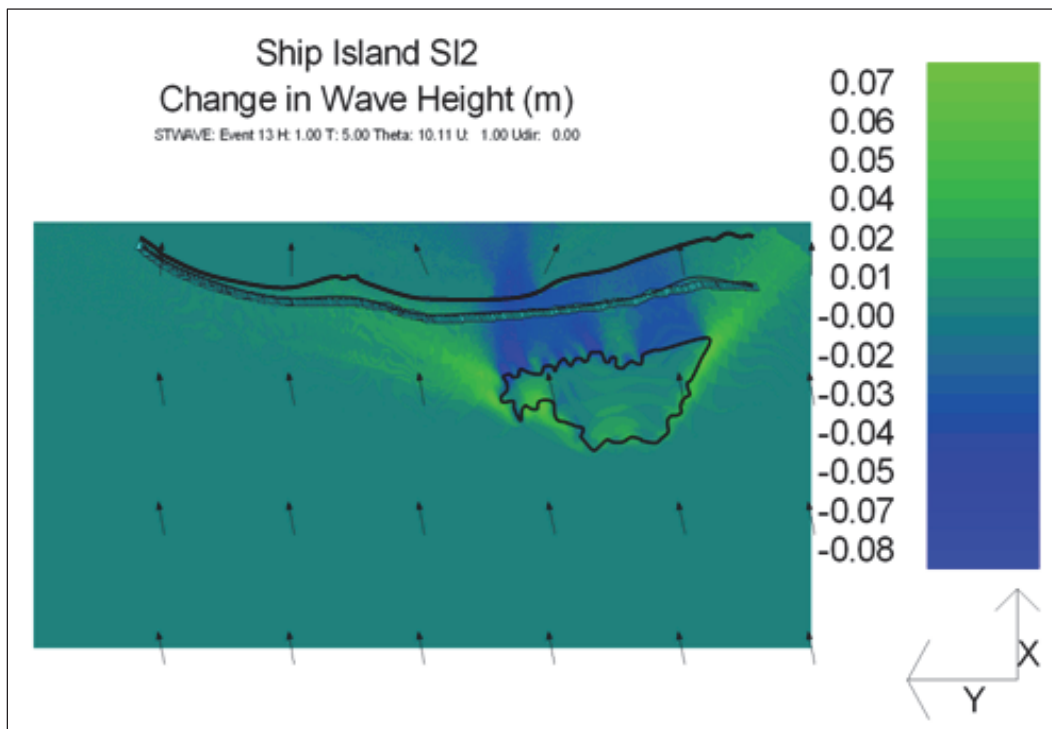 Ship Island SI2
Change in Wave Height (m)
STWAVE: Event 13 H: 1.00 T: 5.00 Theta: 10.11 U: 1.00 Udir: 0.00
0.07
0.06
0.05
0.04
0.02
0.01
-0.00
-0.02
-0.03
-0.04
-0.05
-0.07
-0.08
X
Y